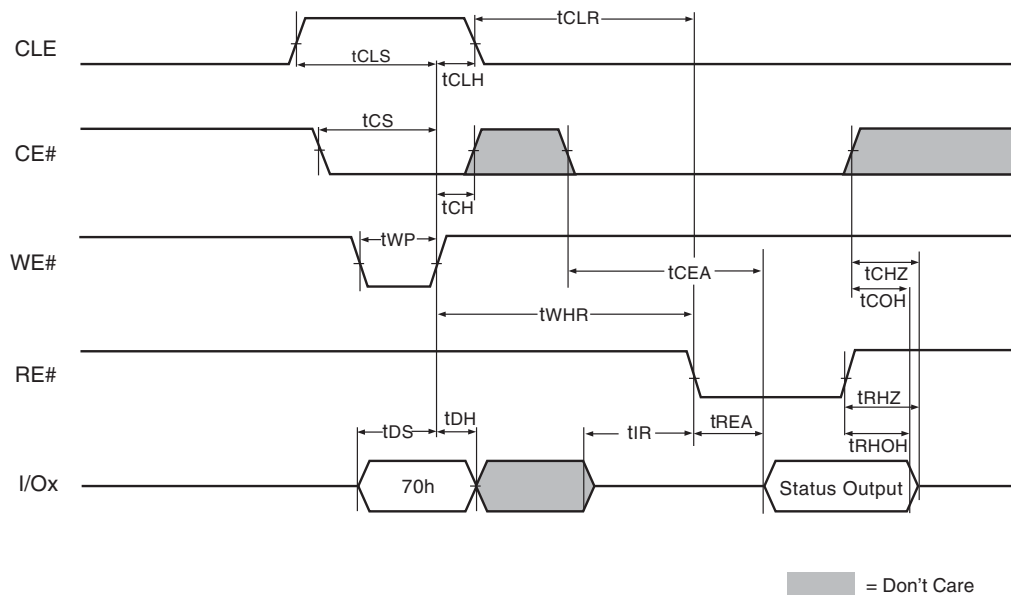 tCLR
CLE
tCLS
tCLH
tCS
CE#
tCH
tWP
WE#
tCEA
tCHZ
tCOH
tWHR
RE#
tRHZ
tDS
tDH
tIR
tREA
tRHOH
I/Ox
70h
Status Output
= Don't Care